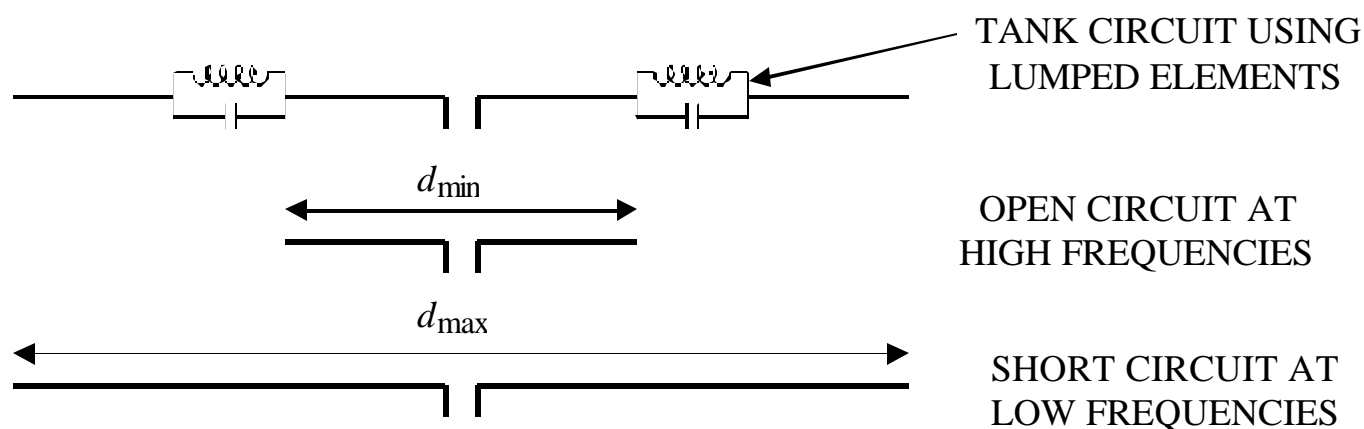 TANK CIRCUIT USING
LUMPED ELEMENTS
dmin
OPEN CIRCUIT AT
HIGH FREQUENCIES
dmax
SHORT CIRCUIT AT
LOW FREQUENCIES